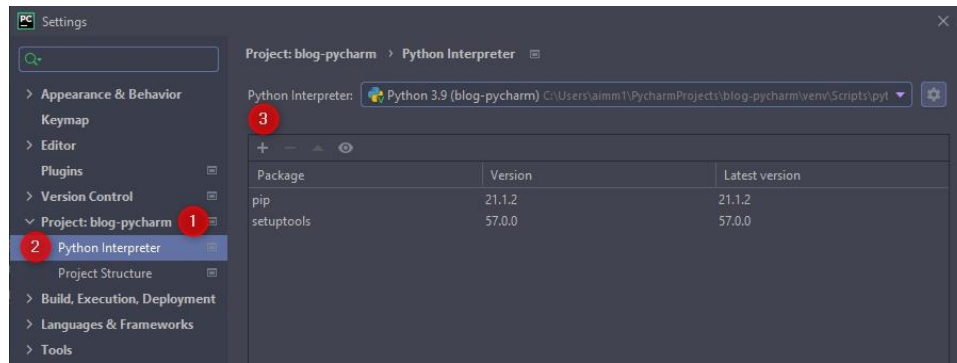 PC Settings
Project: blog-pycharm > Python Interpreter
Appearance & Behavior
Python Interpreter: Python 3.9 (blog-pycharm) C:\Users\aimm1\PycharmProjects\blog-pycharm\venv\Scripts\pyt
Keymap
3
Editor
Plugins
Package Version Latest version
Version Control
pip 21.1.2 21.1.2
Project: blog-pycharm 1
setuptools 57.0.0 57.0.0
2 Python Interpreter
Project Structure
Build, Execution, Deployment
Languages & Frameworks
Tools